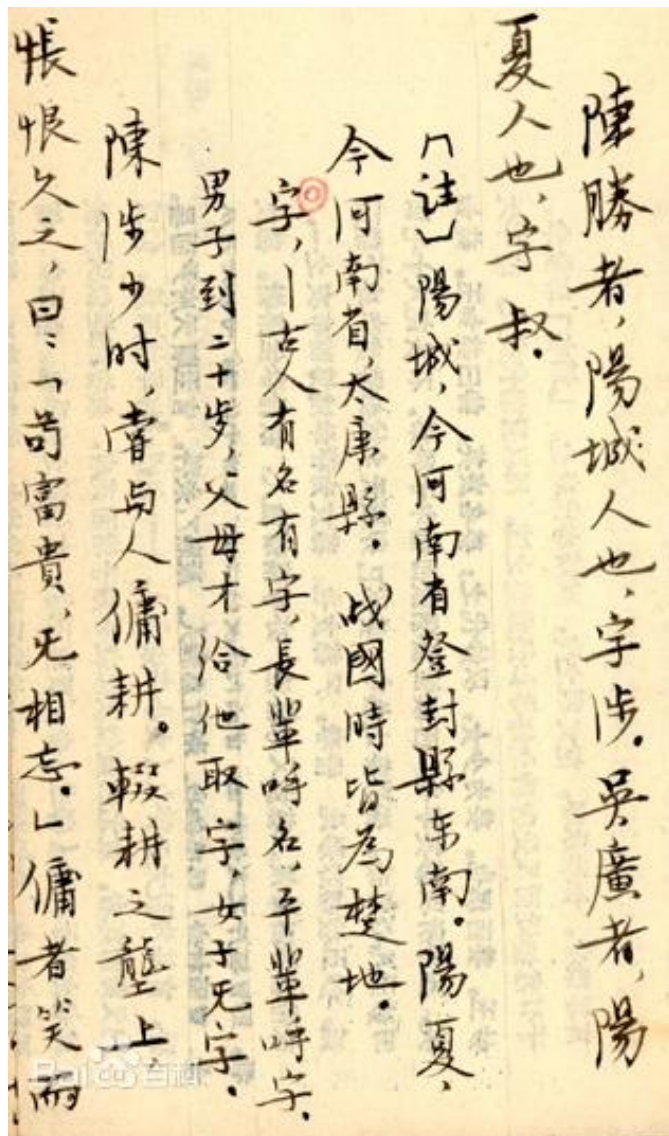 陳勝者，陽城人也，字涉。吳廣者，陽
夏人也，字叔。
「註」陽城，今河南省登封縣东南。陽夏，
今河南省，太康縣。战國時皆為楚地。
字，—古人有名有字，長輩呼名，平輩呼字。
男子到二十岁，父母才给他取字，女子无字。
陳涉少时，嘗与人傭耕。輟耕之壟上，
悵恨久之，曰：「苟富貴，无相忘。」傭者笑而
Bai 百科